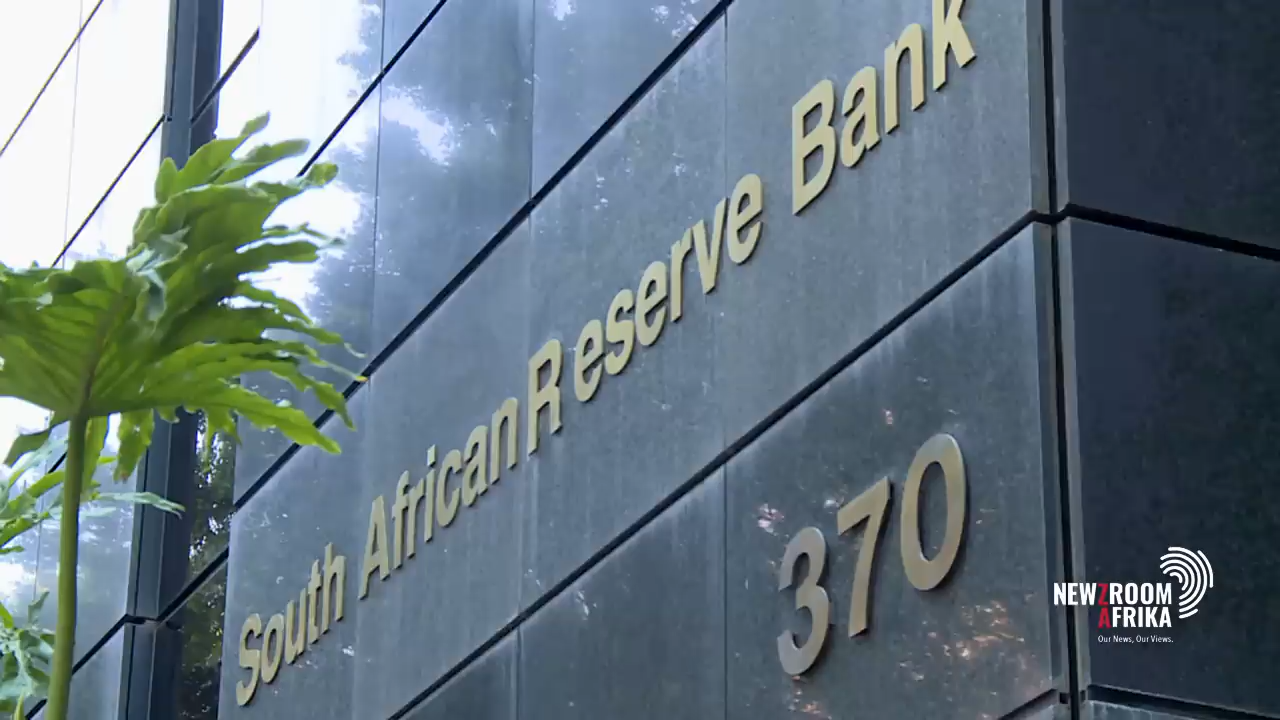 South African Reserve Bank
370
NEWZROOM
AFRIKA
Our News, Our Views.